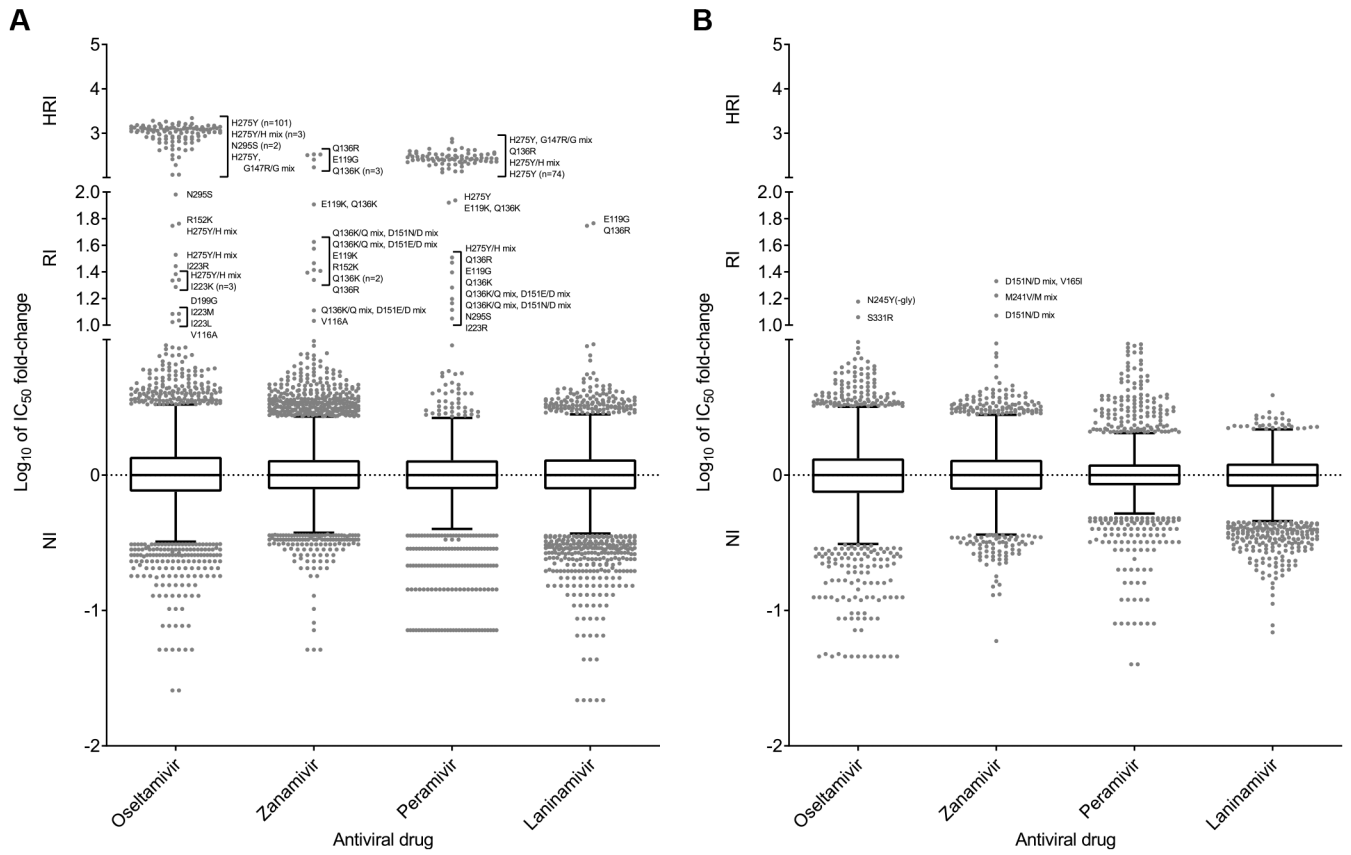 A
5
4
3
2.0
1.8
1.6
1.4
1.2
1.0
0
-1
-2
HRI
RI
NI
Log10 of IC50 fold-change
H275Y (n=101)
H275Y/H mix (n=3)
N295S (n=2)
H275Y,
G147R/G mix
N295S
R152K
H275Y/H mix
H275Y/H mix
I223R
H275Y/H mix
I223K (n=3)
D199G
I223M
I223L
V116A
Q136R
E119G
Q136K (n=3)
E119K, Q136K
Q136K/Q mix, D151N/D mix
Q136K/Q mix, D151E/D mix
E119K
R152K
Q136K (n=2)
Q136R
Q136K/Q mix, D151E/D mix
V116A
H275Y, G147R/G mix
Q136R
H275Y/H mix
H275Y (n=74)
H275Y
E119K, Q136K
H275Y/H mix
Q136R
E119G
Q136K
Q136K/Q mix, D151E/D mix
Q136K/Q mix, D151N/D mix
N295S
I223R
E119G
Q136R
Oseltamivir
Zanamivir
Peramivir
Laninamivir
Antiviral drug
B
5
4
3
2.0
1.8
1.6
1.4
1.2
1.0
0
-1
-2
HRI
RI
NI
Log10 of IC50 fold-change
N245Y(-gly)
S331R
D151N/D mix, V165I
M241V/M mix
D151N/D mix
Oseltamivir
Zanamivir
Peramivir
Laninamivir
Antiviral drug